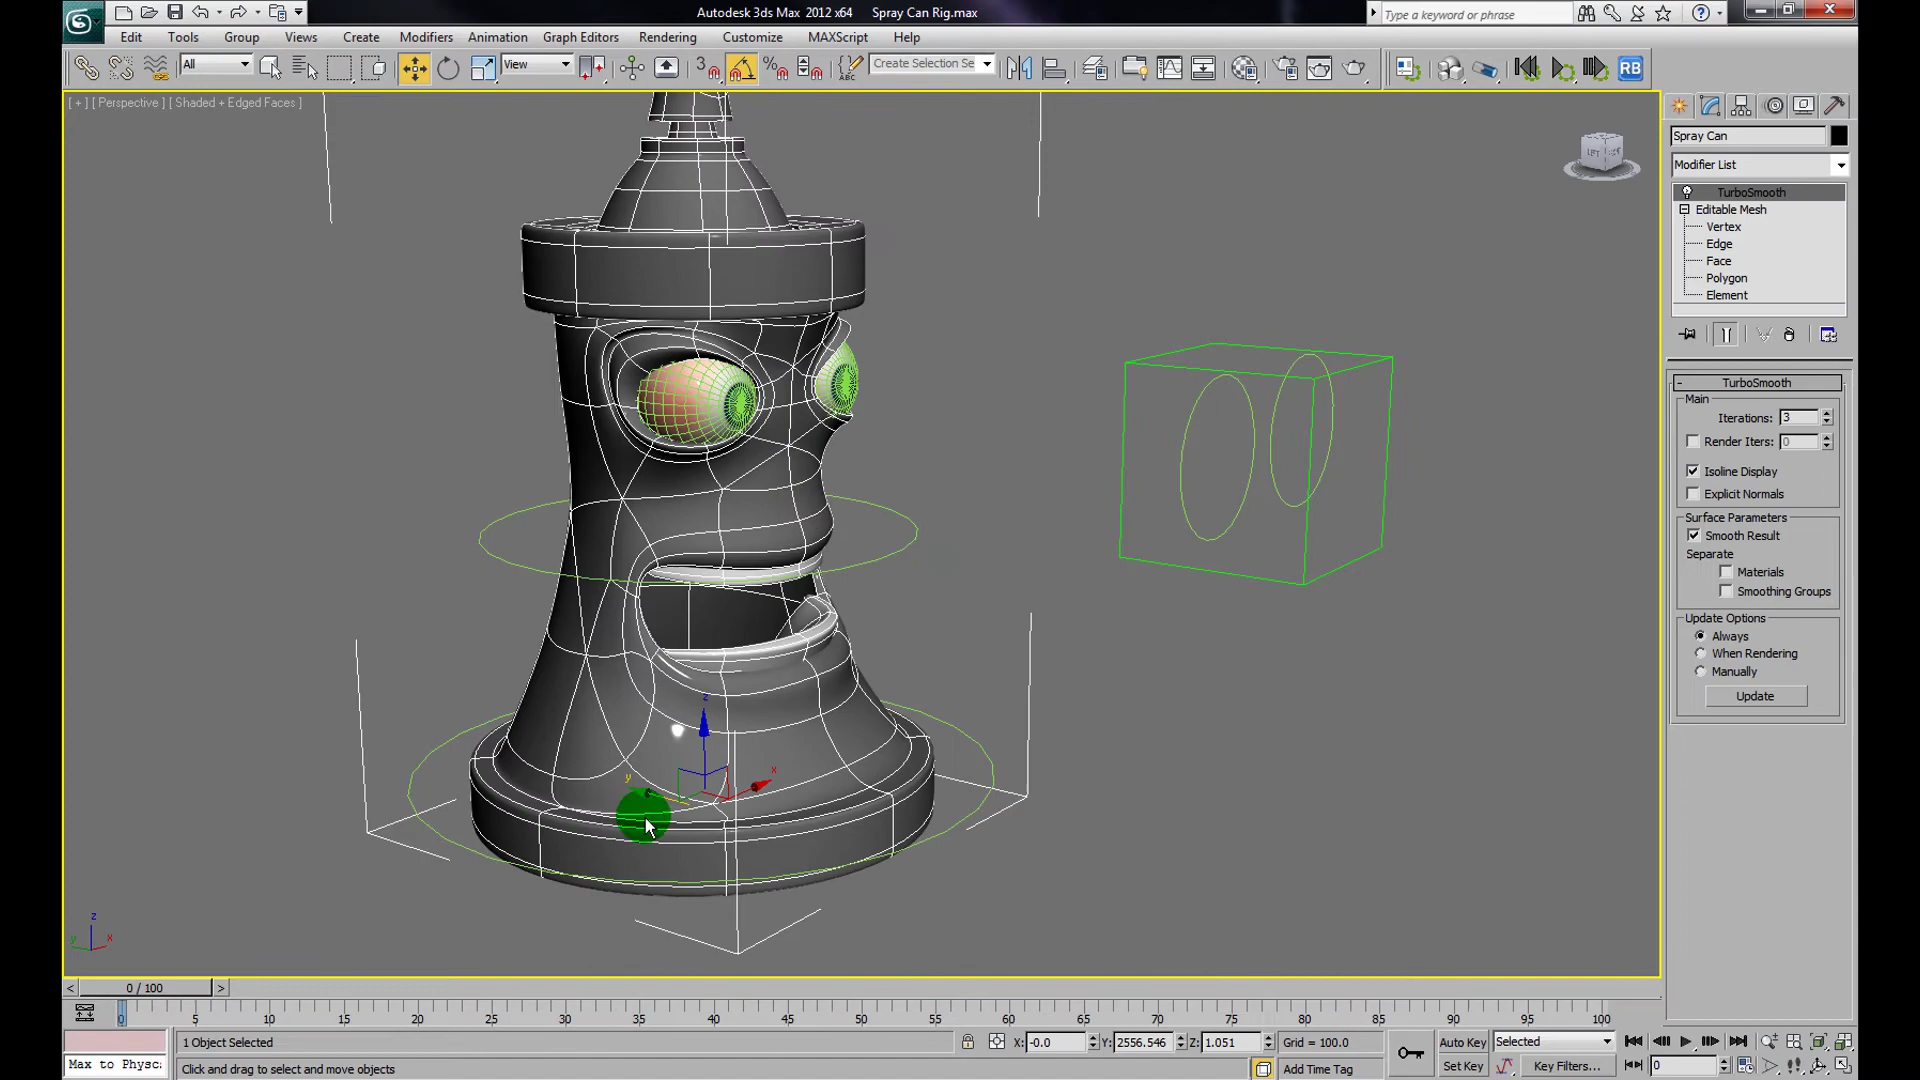 Autodesk 3ds Max 2012 x64 Spray Can Rig.max
Type a keyword or phrase
Edit Tools Group Views Create Modifiers Animation Graph Editors Rendering Customize MAXScript Help
All View 3 Create Selection Se RB
[ + ] [ Perspective ] [ Shaded + Edged Faces ]
Spray Can
Modifier List
TurboSmooth
Editable Mesh
Vertex
Edge
Face
Polygon
Element
TurboSmooth
Main
Iterations: 3
Render Iters: 0
Isoline Display
Explicit Normals
Surface Parameters
Smooth Result
Separate
Materials
Smoothing Groups
Update Options
Always
When Rendering
Manually
Update
z
y x
z
y x
< 0 / 100 >
0 5 10 15 20 25 30 35 40 45 50 55 60 65 70 75 80 85 90 95 100
1 Object Selected X: -0.0 Y: 2556.546 Z: 1.051 Grid = 100.0 Auto Key Selected
Max to Physc: Click and drag to select and move objects Add Time Tag Set Key Key Filters... 0